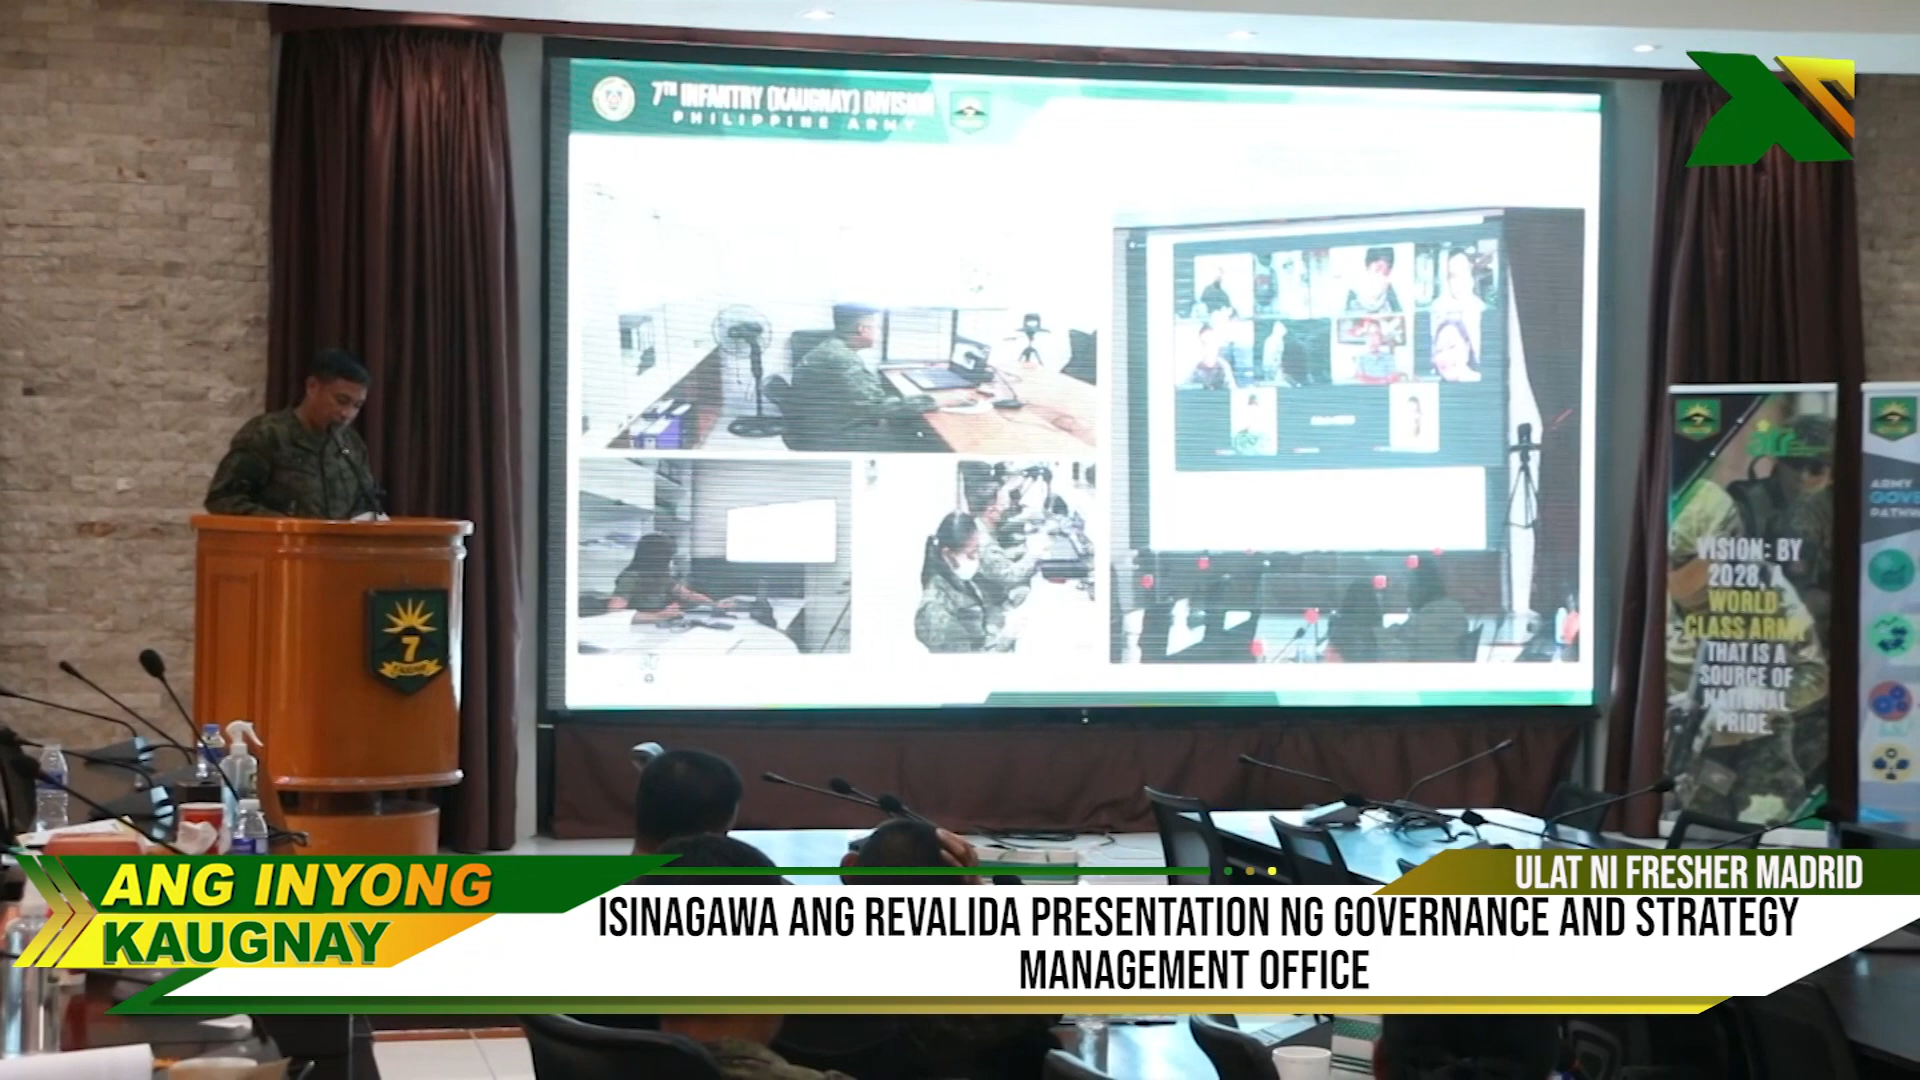 7TH INFANTRY (KAUGNAY) DIVISION
PHILIPPINE ARMY
7
KAUGNAY
VISION: BY
2028, A
WORLD-
CLASS ARMY
THAT IS A
SOURCE OF
NATIONAL
PRIDE.
ARMY
ANG INYONG
KAUGNAY
ULAT NI FRESHER MADRID
ISINAGAWA ANG REVALIDA PRESENTATION NG GOVERNANCE AND STRATEGY
MANAGEMENT OFFICE